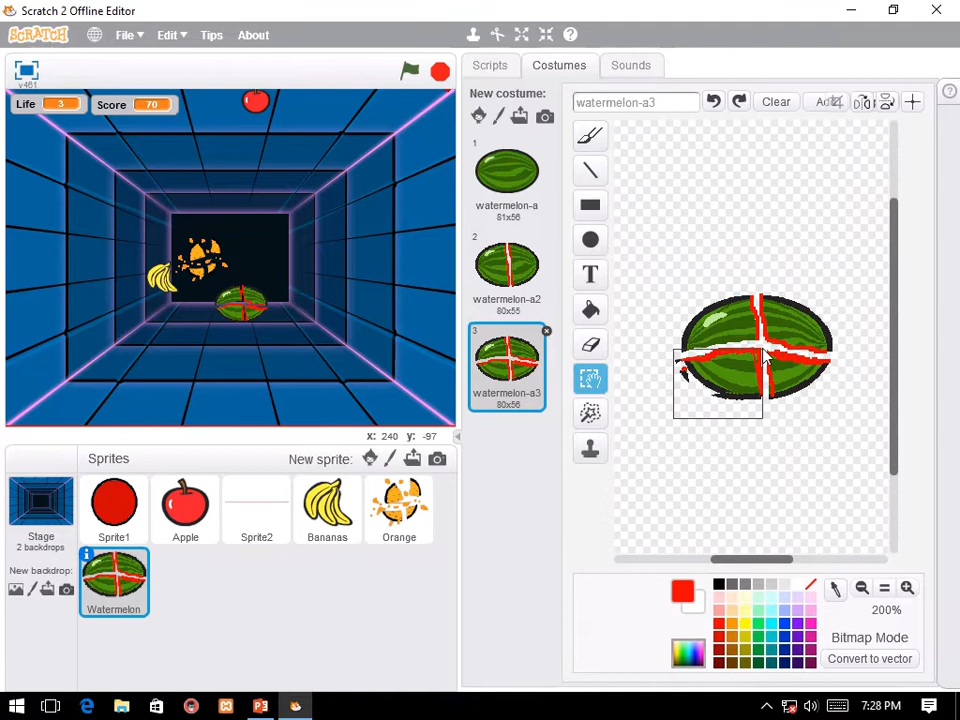 Scratch 2 Offline Editor
SCRATCH File Edit Tips About
v461
Life 3 Score 70
x: 240 y: -97
Sprites New sprite:
Stage
2 backdrops
New backdrop:
Sprite1 Apple Sprite2 Bananas Orange
Watermelon
Scripts Costumes Sounds
New costume:
watermelon-a3 Clear
1
watermelon-a
81x56
2
watermelon-a2
80x55
3
watermelon-a3
80x56
T
200%
Bitmap Mode
Convert to vector
7:28 PM